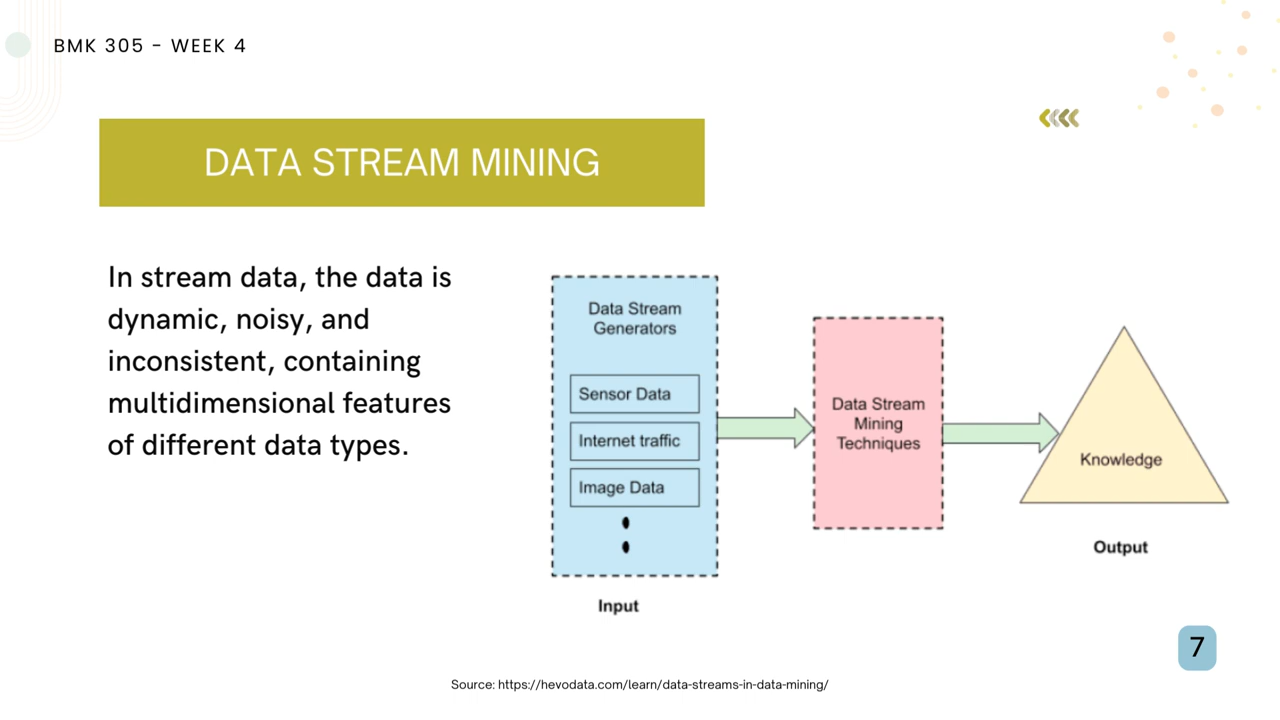 BMK 305 - WEEK 4
DATA STREAM MINING
In stream data, the data is
dynamic, noisy, and
inconsistent, containing
multidimensional features
of different data types.
Data Stream
Generators
Sensor Data
Internet traffic
Image Data
Input
Data Stream
Mining
Techniques
Knowledge
Output
7
Source: https://hevodata.com/learn/data-streams-in-data-mining/